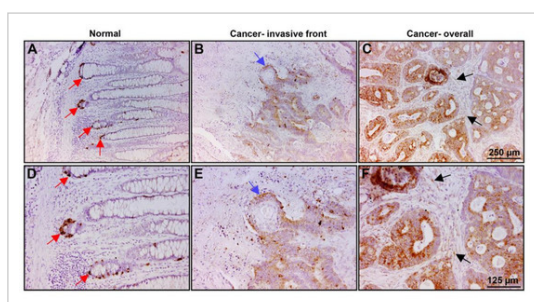 Normal Cancer- invasive front Cancer- overall
A B C
250 µm
D E F
125 µm